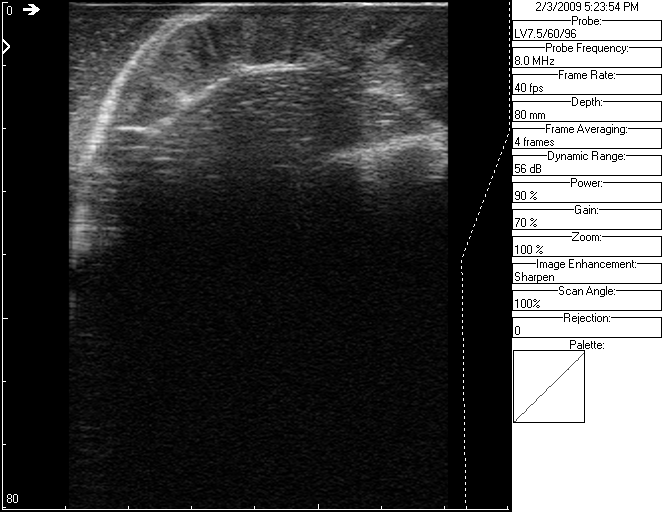 0
80
2/3/2009 5:23:54 PM
Probe:
LV7.5/60/96
Probe Frequency:
8.0 MHz
Frame Rate:
40 fps
Depth:
80 mm
Frame Averaging:
4 frames
Dynamic Range:
56 dB
Power:
90 %
Gain:
70 %
Zoom:
100 %
Image Enhancement:
Sharpen
Scan Angle:
100%
Rejection:
0
Palette: